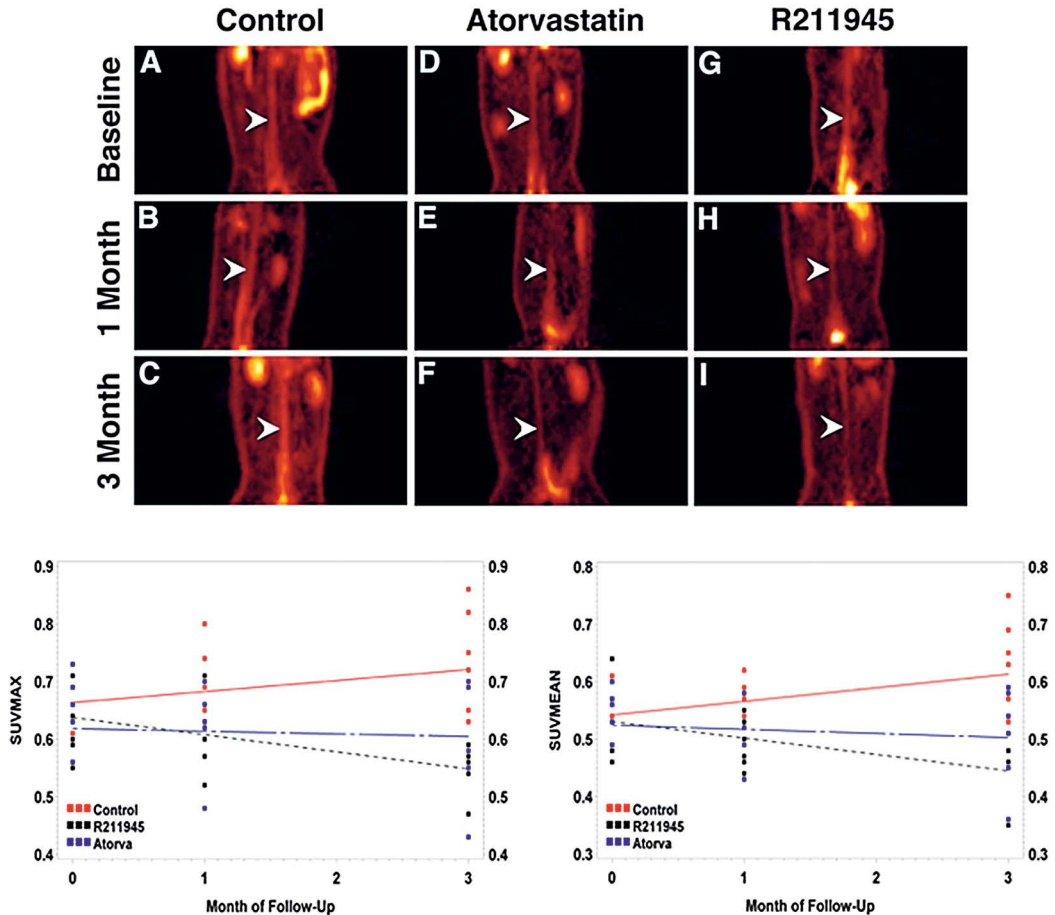 Control Atorvastatin R211945
Baseline
A D G
1 Month
B E H
3 Month
C F I
SUVMAX
0.9
0.8
0.7
0.6
0.5
0.4
0.9
0.8
0.7
0.6
0.5
0.4
Control
R211945
Atorva
0 1 2 3
Month of Follow-Up
SUVMEAN
0.8
0.7
0.6
0.5
0.4
0.3
0.8
0.7
0.6
0.5
0.4
0.3
Control
R211945
Atorva
0 1 2 3
Month of Follow-Up